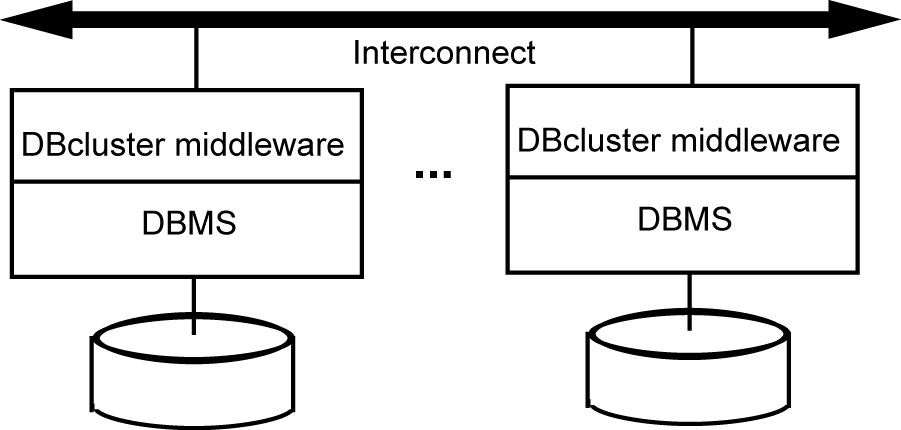 Interconnect
DBcluster middleware
DBMS
...
DBcluster middleware
DBMS